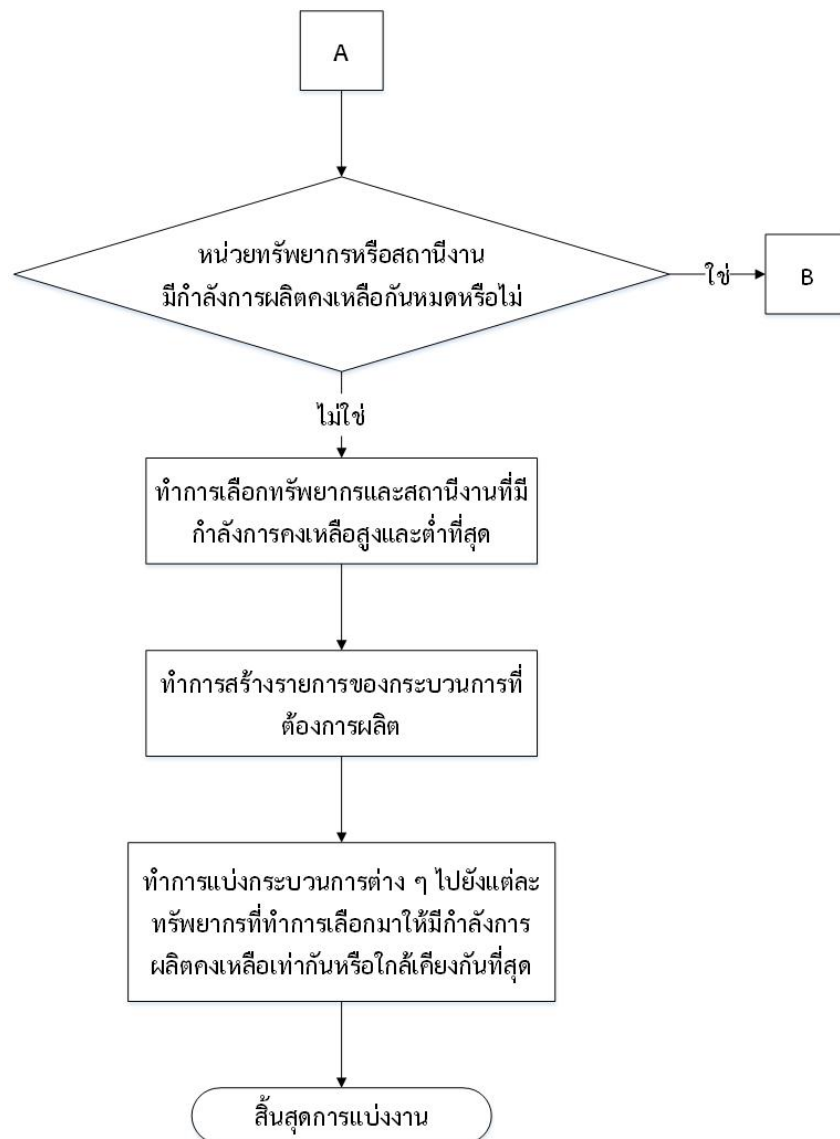 A
หน่วยทรัพยากรหรือสถานีงาน
มีกำลังการผลิตคงเหลือกันหมดหรือไม่
ใช่
B
ไม่ใช่
ทำการเลือกทรัพยากรและสถานีงานที่มี
กำลังการคงเหลือสูงและต่ำที่สุด
ทำการสร้างรายการของกระบวนการที่
ต้องการผลิต
ทำการแบ่งกระบวนการต่าง ๆ ไปยังแต่ละ
ทรัพยากรที่ทำการเลือกมาให้มีกำลังการ
ผลิตคงเหลือเท่ากันหรือใกล้เคียงกันที่สุด
สิ้นสุดการแบ่งงาน